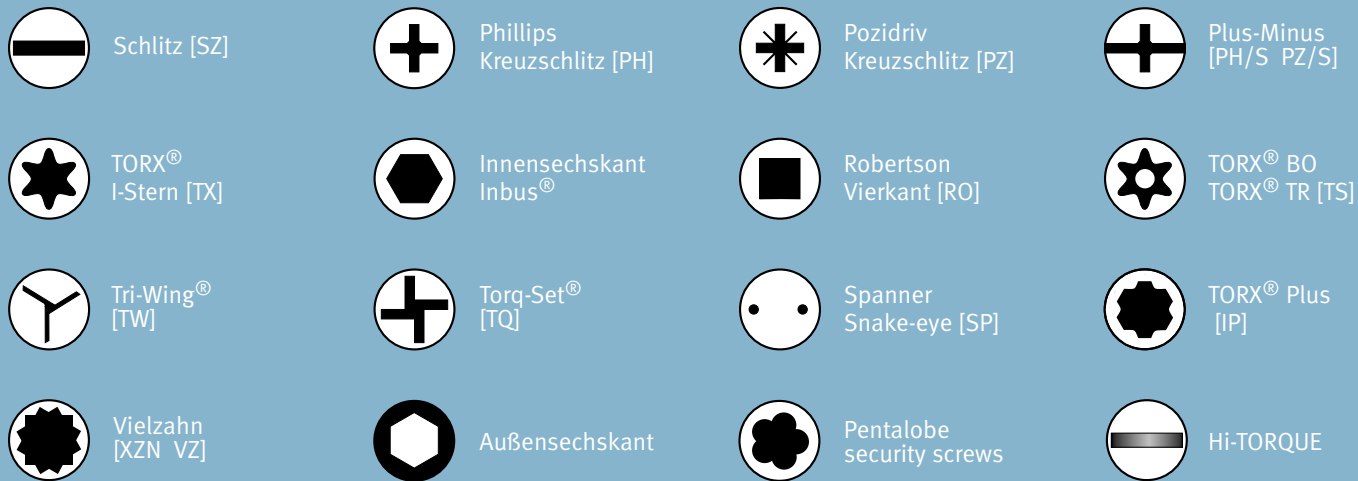 Schlitz [SZ]
Phillips
Kreuzschlitz [PH]
Pozidriv
Kreuzschlitz [PZ]
Plus-Minus
[PH/S PZ/S]
TORX®
I-Stern [TX]
Innensechskant
Inbus®
Robertson
Vierkant [RO]
TORX® BO
TORX® TR [TS]
Tri-Wing®
[TW]
Torq-Set®
[TQ]
Spanner
Snake-eye [SP]
TORX® Plus
[IP]
Vielzahn
[XZN VZ]
Außensechskant
Pentalobe
security screws
Hi-TORQUE